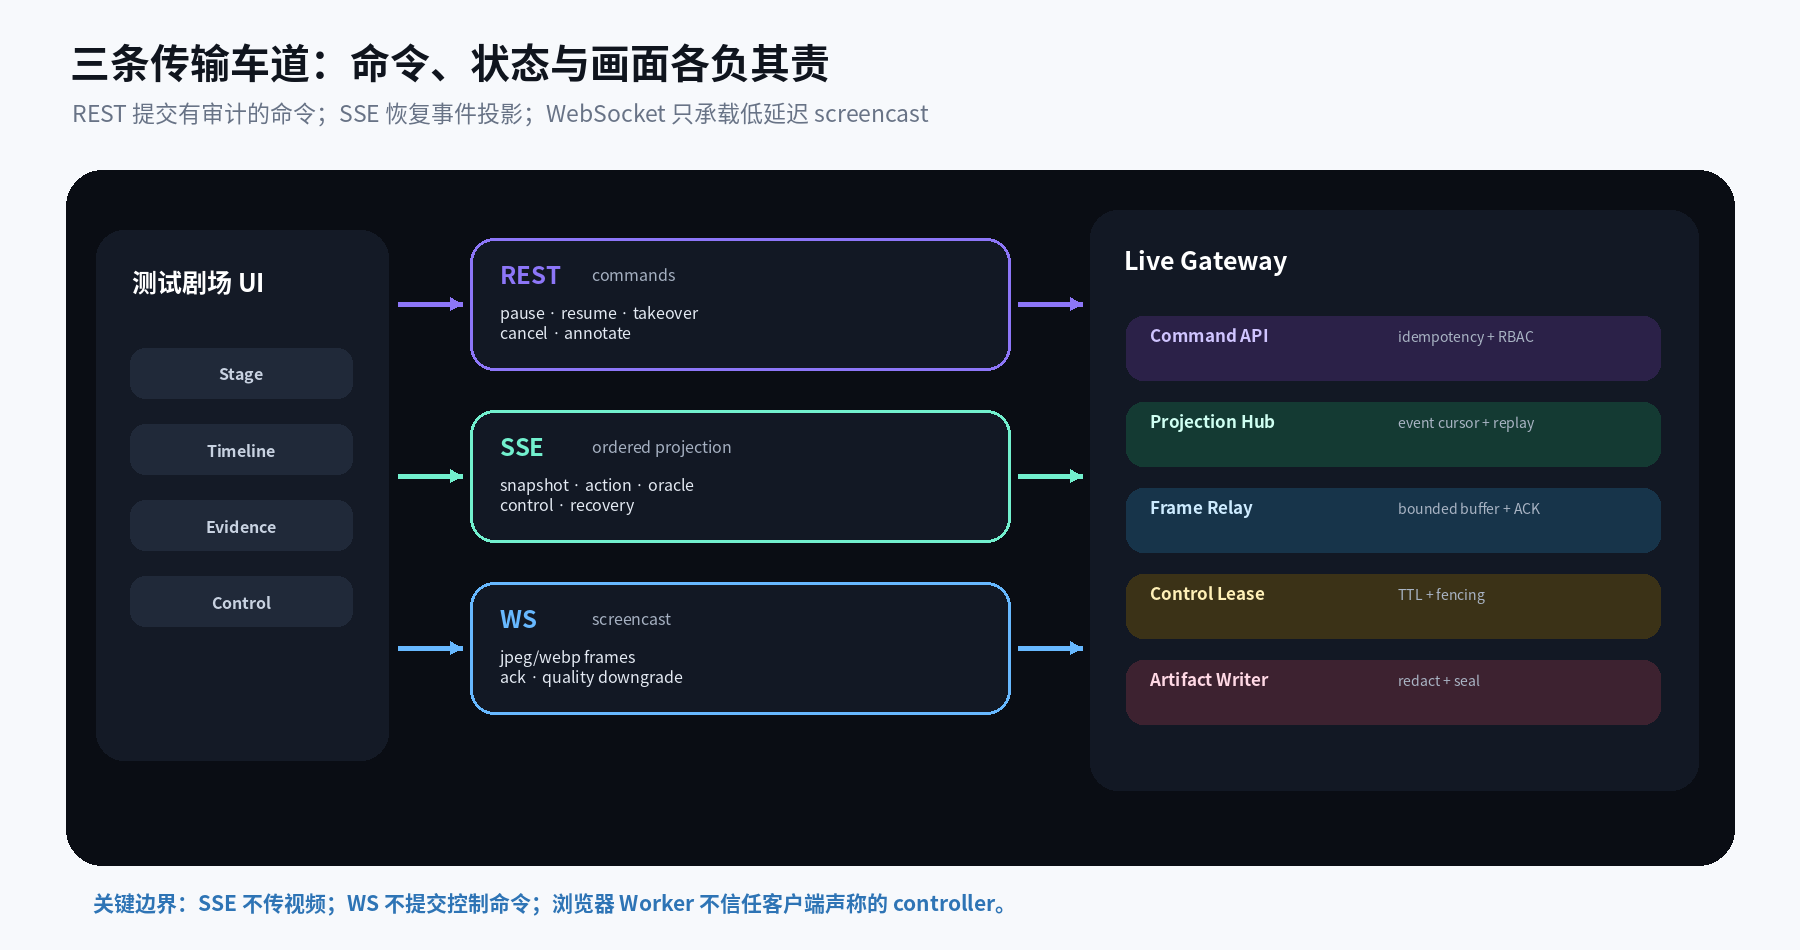 三条传输车道：命令、状态与画面各负其责
REST 提交有审计的命令；SSE 恢复事件投影；WebSocket 只承载低延迟 screencast
测试剧场 UI
Stage
Timeline
Evidence
Control
REST commands
pause · resume · takeover
cancel · annotate
SSE ordered projection
snapshot · action · oracle
control · recovery
WS screencast
jpeg/webp frames
ack · quality downgrade
Live Gateway
Command API idempotency + RBAC
Projection Hub event cursor + replay
Frame Relay bounded buffer + ACK
Control Lease TTL + fencing
Artifact Writer redact + seal
关键边界：SSE 不传视频；WS 不提交控制命令；浏览器 Worker 不信任客户端声称的 controller。